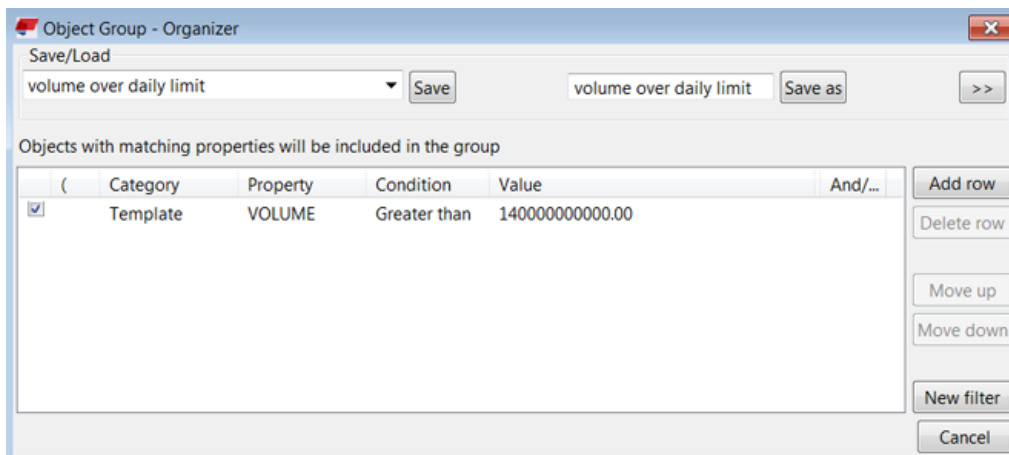 Object Group - Organizer
Save/Load
volume over daily limit Save volume over daily limit Save as >>
Objects with matching properties will be included in the group
( Category Property Condition Value And/... Add row
Template VOLUME Greater than 140000000000.00
Delete row
Move up
Move down
New filter
Cancel